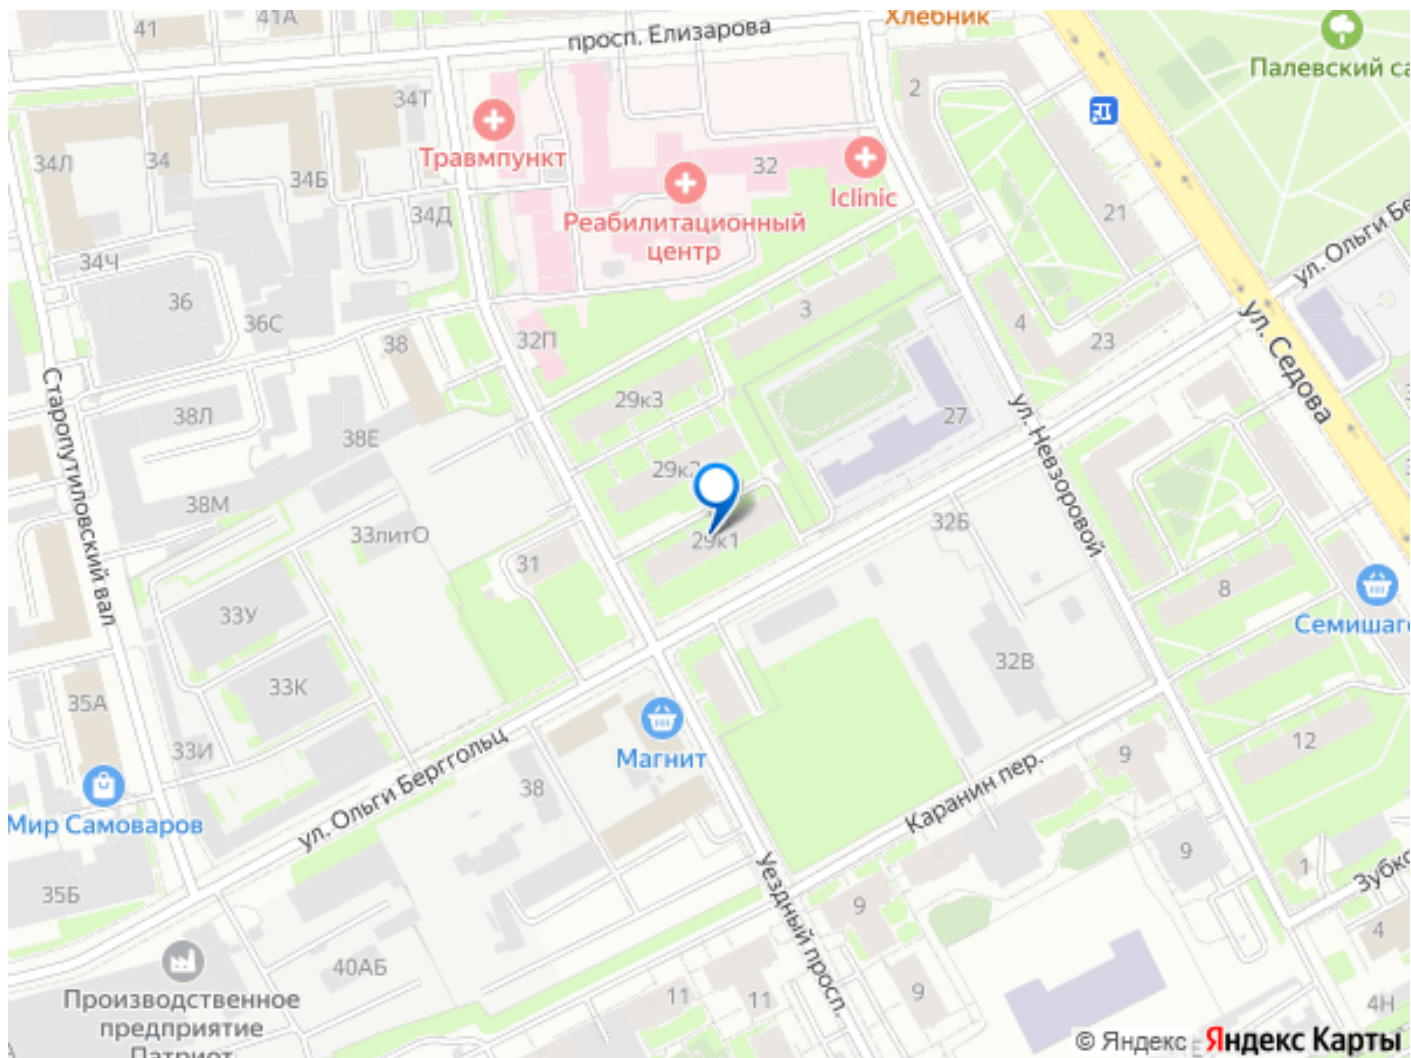 41
41А
просп. Елизарова
Хлебник
Палевский са
34Т
2
34Л
34
34Б
Травмпункт
32
Iclinic
Реабилитационный
центр
34Д
21
ул. Ольги Бе
34Ч
36
36С
38
32П
3
4
23
ул. Седова
Старопутиловский вал
38Л
38Е
29к3
27
ул. Невзоровой
29к2
38М
33литО
29к1
32Б
31
8
33У
Семишаго
32В
33К
35А
33И
Магнит
12
ул. Ольги Берггольц
38
9
Каранин пер.
Мир Самоваров
9
1
Зубко
35Б
Уездный просп.
9
4
40АБ
Производственное
предприятие
Патриот
11
11
9
4Н
© Яндекс
Яндекс Карты